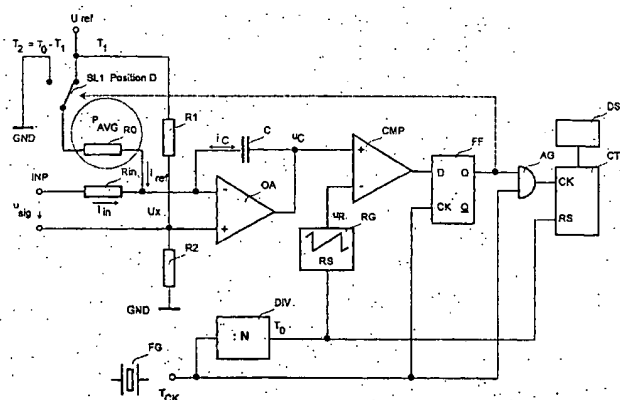 U ref
T2 = T0 - T1
T1
SL1 Position D
GND
PAVG R0
R1
iC
C
uC
CMP
FF
DS
CT
INP
Rin
I ref
OA
D Q
AG
CK
usig
Iin
Ux
uR
RG
CK Q
RS
R2
RS
GND
DIV
: N
T0
FG
TCK